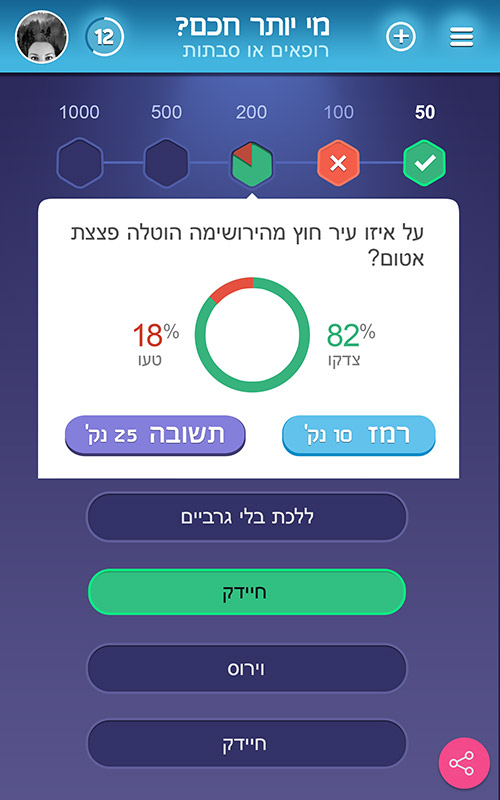 מי יותר חכם?
רופאים או סבתות
12
1000 500 200 100 50
על איזו עיר חוץ מהירושימה הוטלה פצצת
אטום?
82%
צדקו
18%
טעו
רמז 10 נק'
תשובה 25 נק'
ללכת בלי גרביים
חיידק
וירוס
חיידק